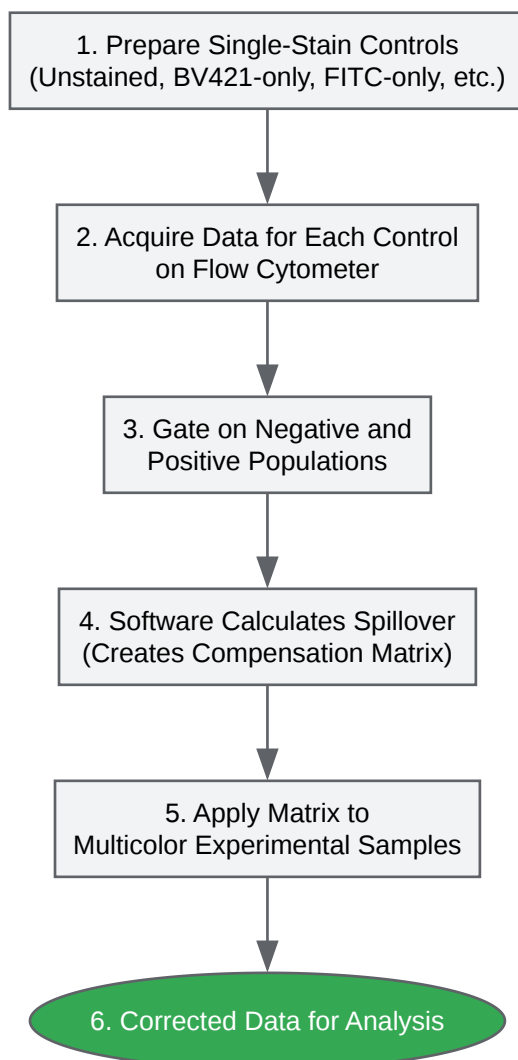 1. Prepare Single-Stain Controls
(Unstained, BV421-only, FITC-only, etc.)
2. Acquire Data for Each Control
on Flow Cytometer
3. Gate on Negative and
Positive Populations
4. Software Calculates Spillover
(Creates Compensation Matrix)
5. Apply Matrix to
Multicolor Experimental Samples
6. Corrected Data for Analysis